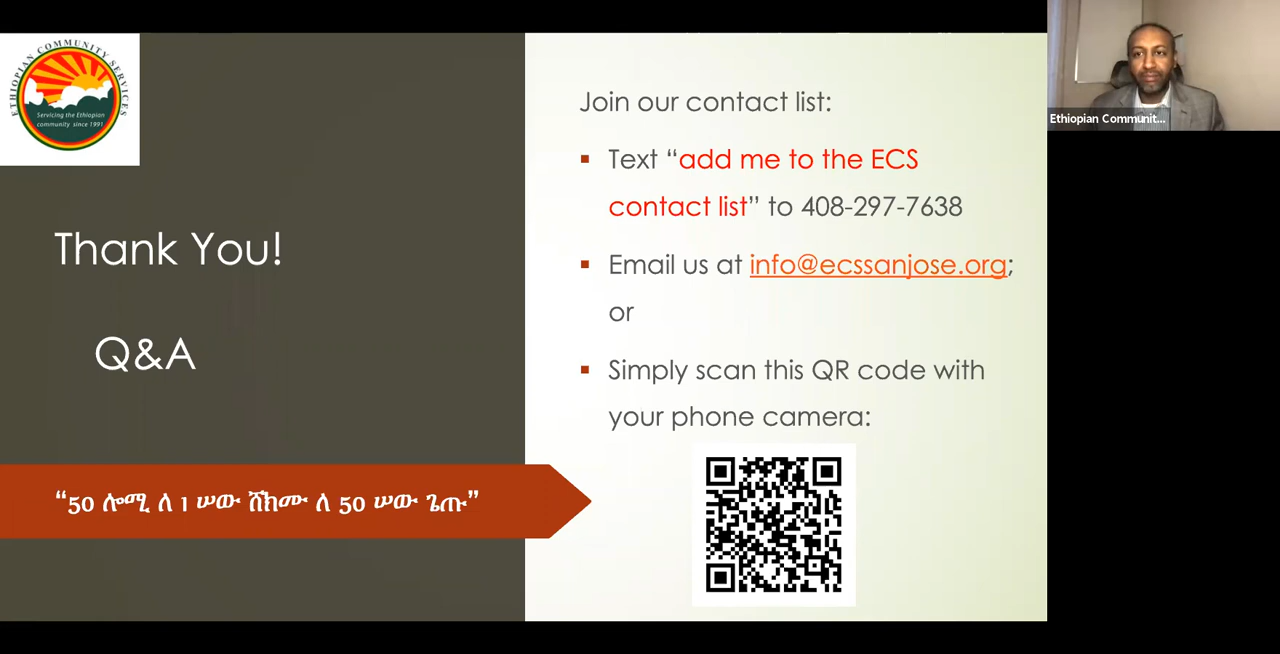 ETHIOPIAN COMMUNITY SERVICES
Servicing the Ethiopian
community since 1991
Thank You!
Q&A
“50 ሎሚ ለ 1 ሠው ሸክሙ ለ 50 ሠው ጌጡ”
Join our contact list:
▪ Text “add me to the ECS
contact list” to 408-297-7638
▪ Email us at info@ecssanjose.org;
or
▪ Simply scan this QR code with
your phone camera:
Ethiopian Communit...